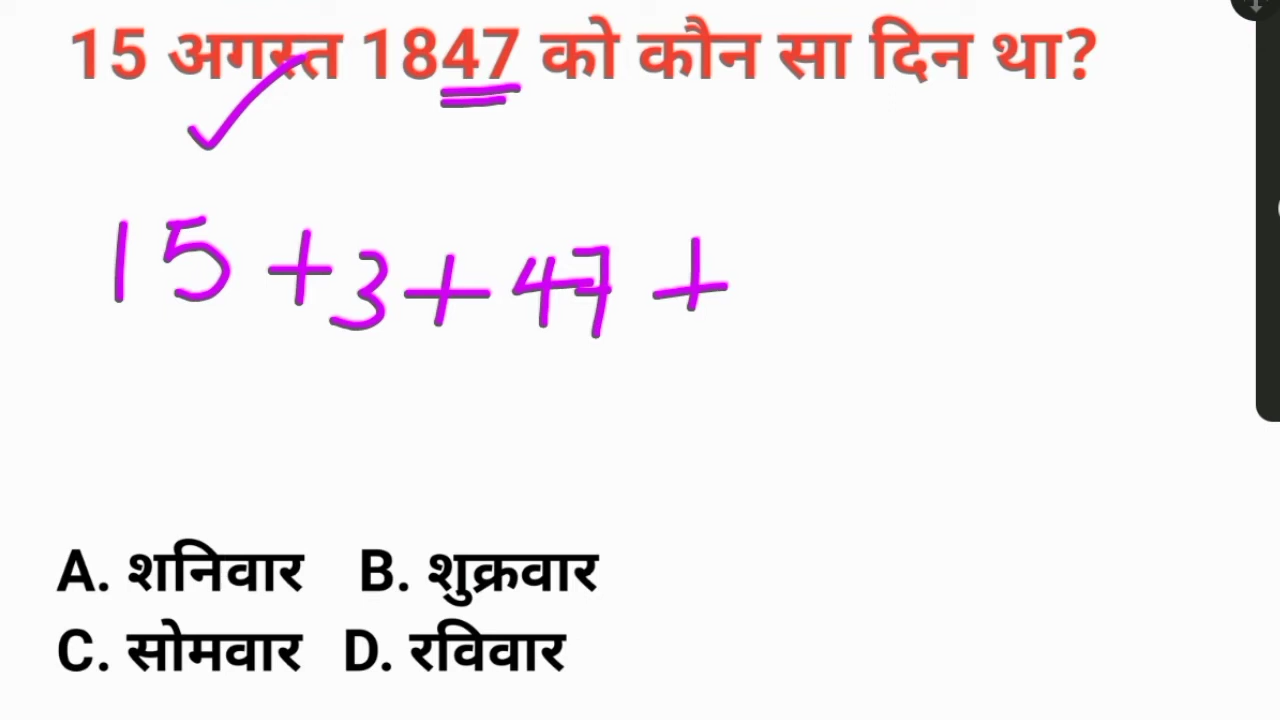 15 अगस्त 1847 को कौन सा दिन था?
15 + 3 + 47 +
A. शनिवार B. शुक्रवार
C. सोमवार D. रविवार